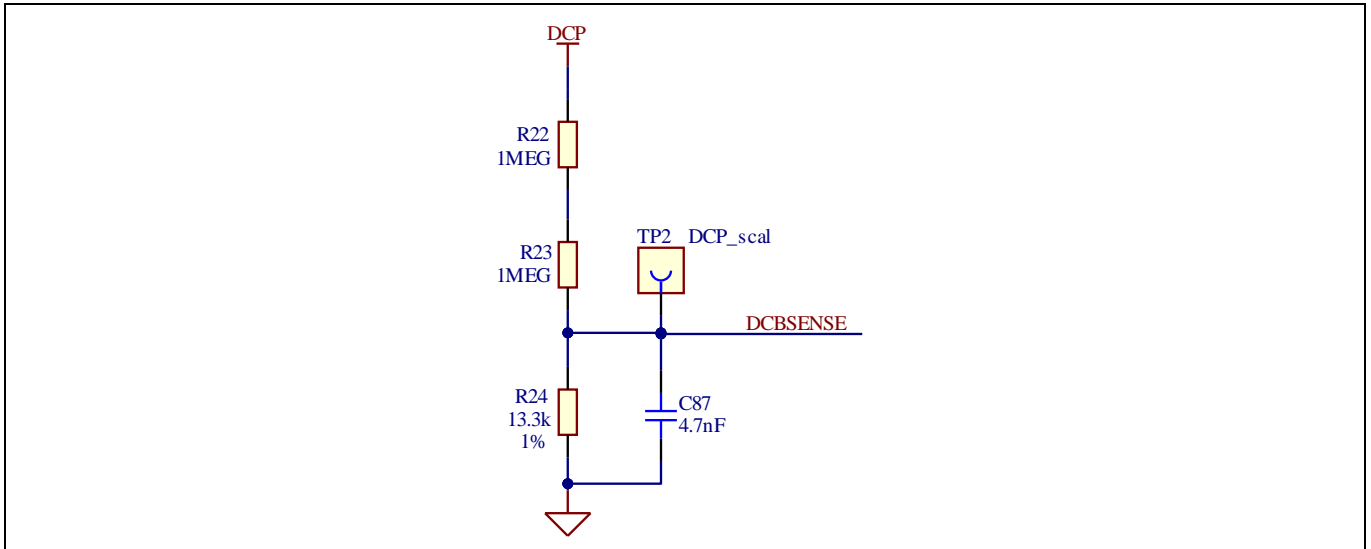 DCP
R22
1MEG
R23
1MEG
TP2 DCP_scal
DCBSENSE
R24
13.3k
1%
C87
4.7nF